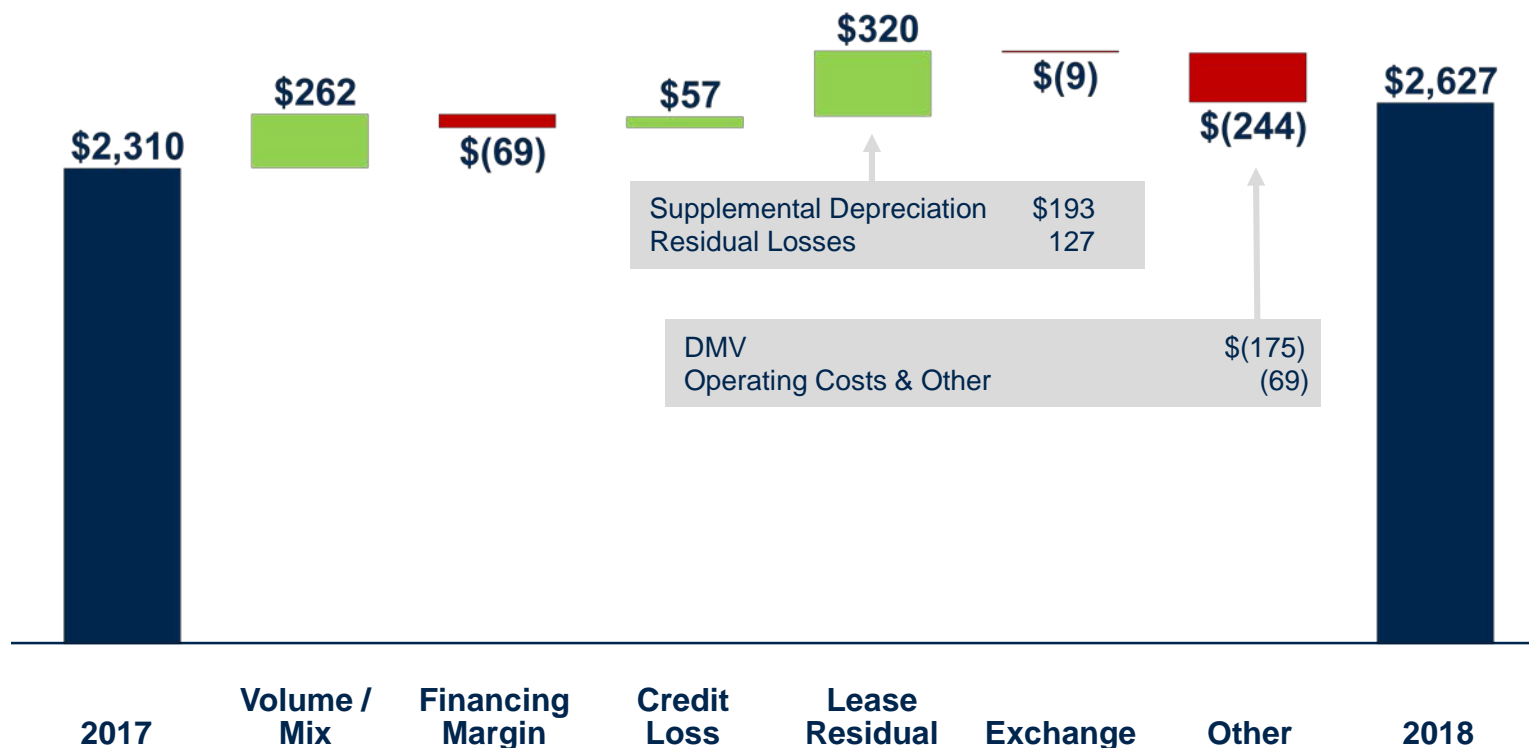 $320
$262
$57
$(9)
$2,627
$2,310
$(69)
$(244)
Supplemental Depreciation $193
Residual Losses 127
DMV $(175)
Operating Costs & Other (69)
2017
Volume /
Mix
Financing
Margin
Credit
Loss
Lease
Residual
Exchange
Other
2018